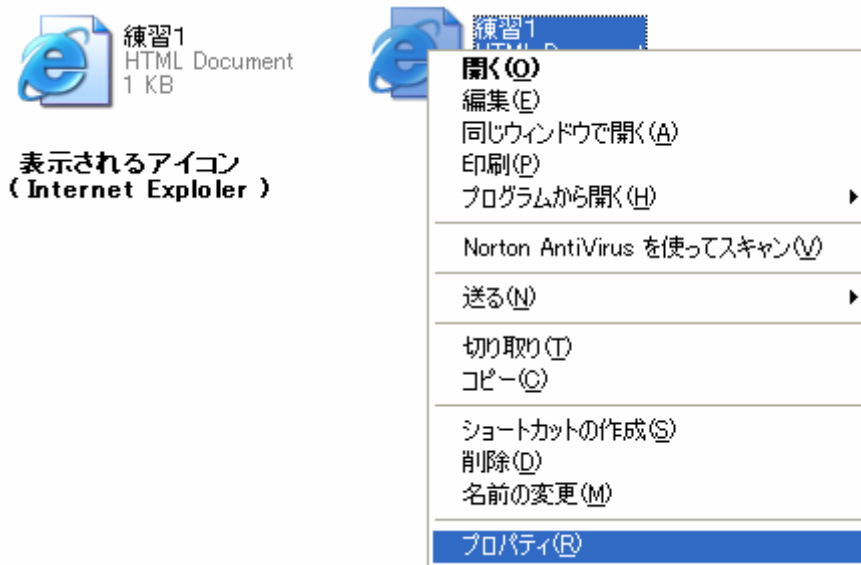 練習1
HTML Document
1 KB
表示されるアイコン
( Internet Exploler )
練習1
開く(O)
編集(E)
同じウィンドウで開く(A)
印刷(P)
プログラムから開く(H)
Norton AntiVirus を使ってスキャン(V)
送る(N)
切り取り(T)
コピー(C)
ショートカットの作成(S)
削除(D)
名前の変更(M)
プロパティ(R)